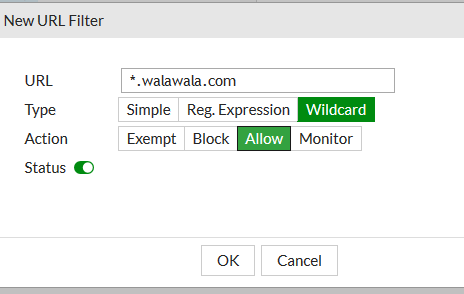 New URL Filter
URL *.walawala.com
Type Simple Reg. Expression Wildcard
Action Exempt Block Allow Monitor
Status
OK Cancel